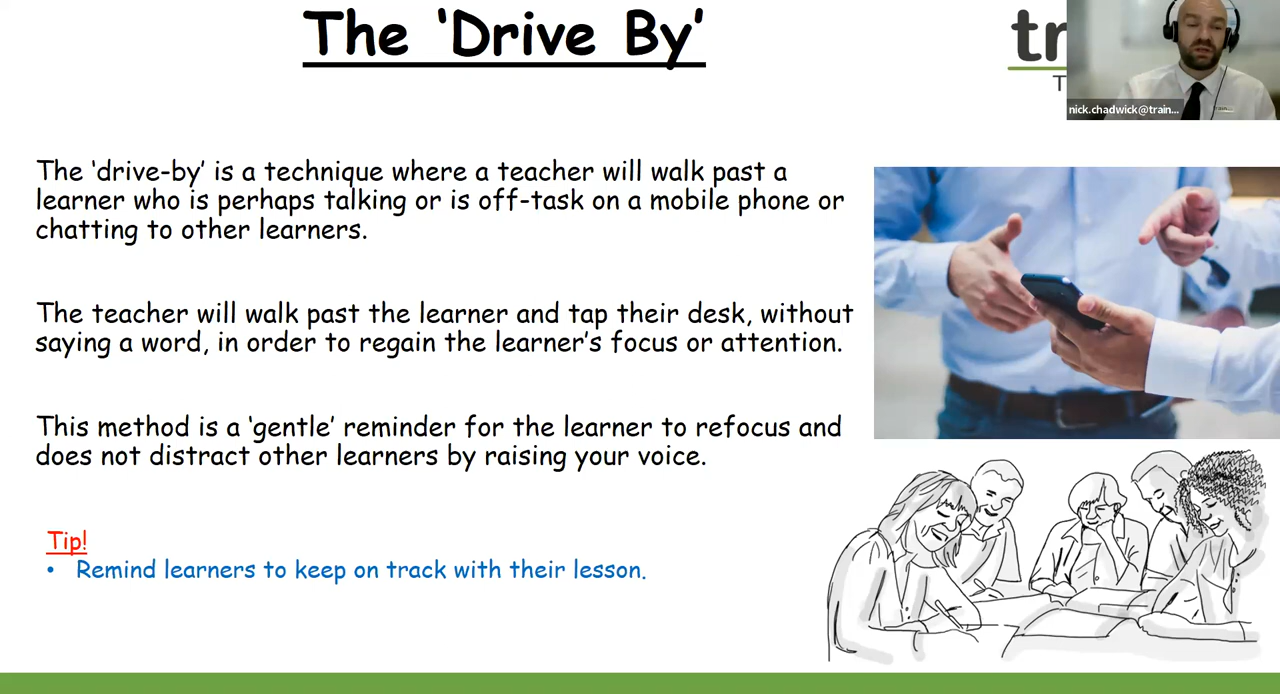 The ‘Drive By’
tr
T
nick.chadwick@train...
The ‘drive-by’ is a technique where a teacher will walk past a
learner who is perhaps talking or is off-task on a mobile phone or
chatting to other learners.
The teacher will walk past the learner and tap their desk, without
saying a word, in order to regain the learner’s focus or attention.
This method is a ‘gentle’ reminder for the learner to refocus and
does not distract other learners by raising your voice.
Tip!
• Remind learners to keep on track with their lesson.